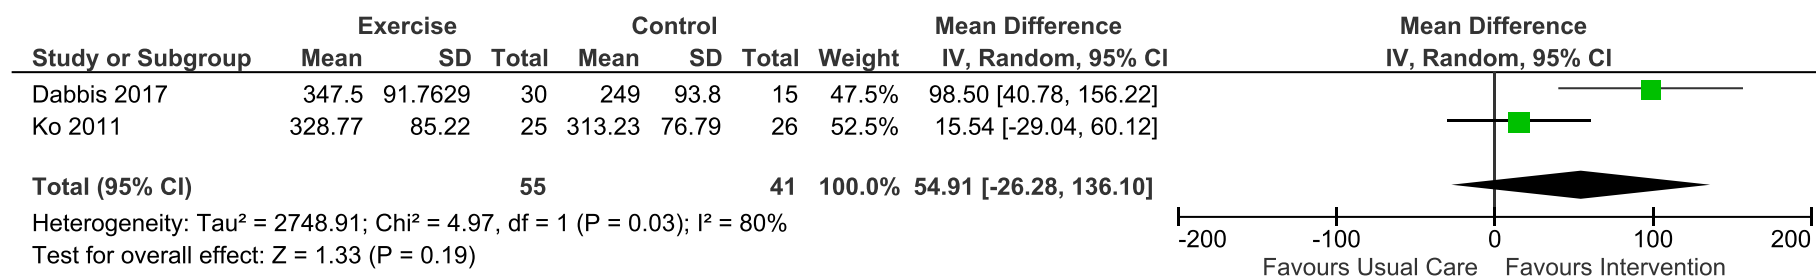 Exercise Control Mean Difference Mean Difference
Study or Subgroup Mean SD Total Mean SD Total Weight IV, Random, 95% CI IV, Random, 95% CI
Dabbis 2017 347.5 91.7629 30 249 93.8 15 47.5% 98.50 [40.78, 156.22]
Ko 2011 328.77 85.22 25 313.23 76.79 26 52.5% 15.54 [-29.04, 60.12]
Total (95% CI) 55 41 100.0% 54.91 [-26.28, 136.10]
Heterogeneity: Tau² = 2748.91; Chi² = 4.97, df = 1 (P = 0.03); I² = 80%
Test for overall effect: Z = 1.33 (P = 0.19)
-200 -100 0 100 200
Favours Usual Care Favours Intervention